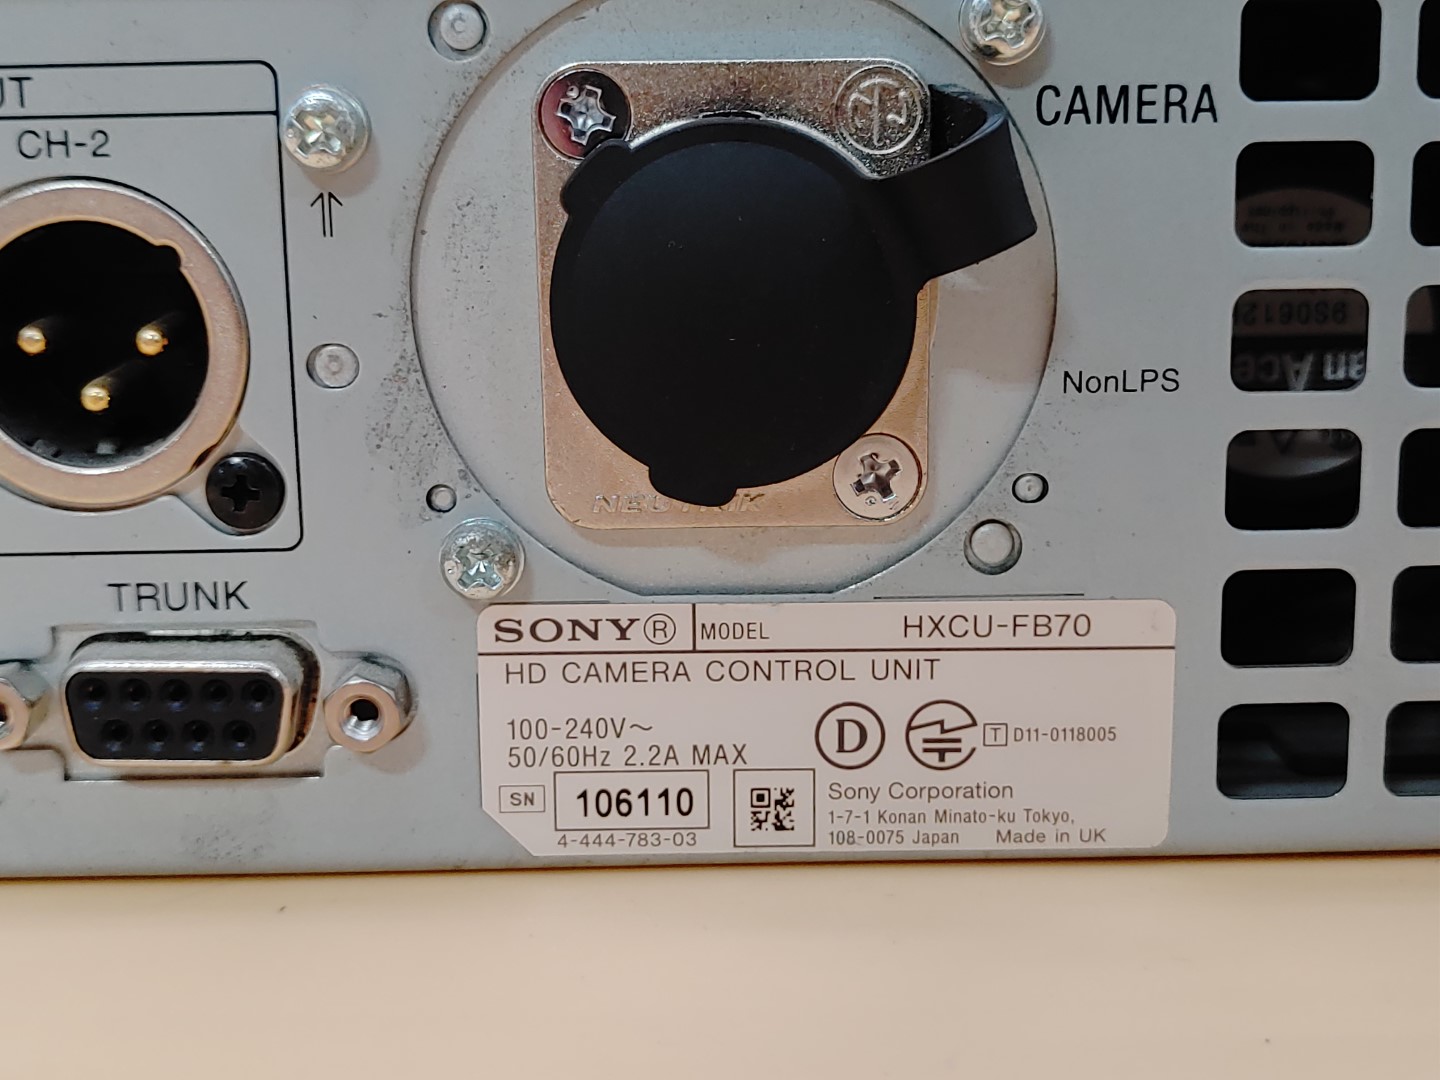 UT
CH-2
CAMERA
NonLPS
NEUTRIK
TRUNK
SONY® MODEL HXCU-FB70
HD CAMERA CONTROL UNIT
100-240V～
50/60Hz 2.2A MAX
D
T D11-0118005
SN 106110
4-444-783-03
Sony Corporation
1-7-1 Konan Minato-ku Tokyo,
108-0075 Japan Made in UK